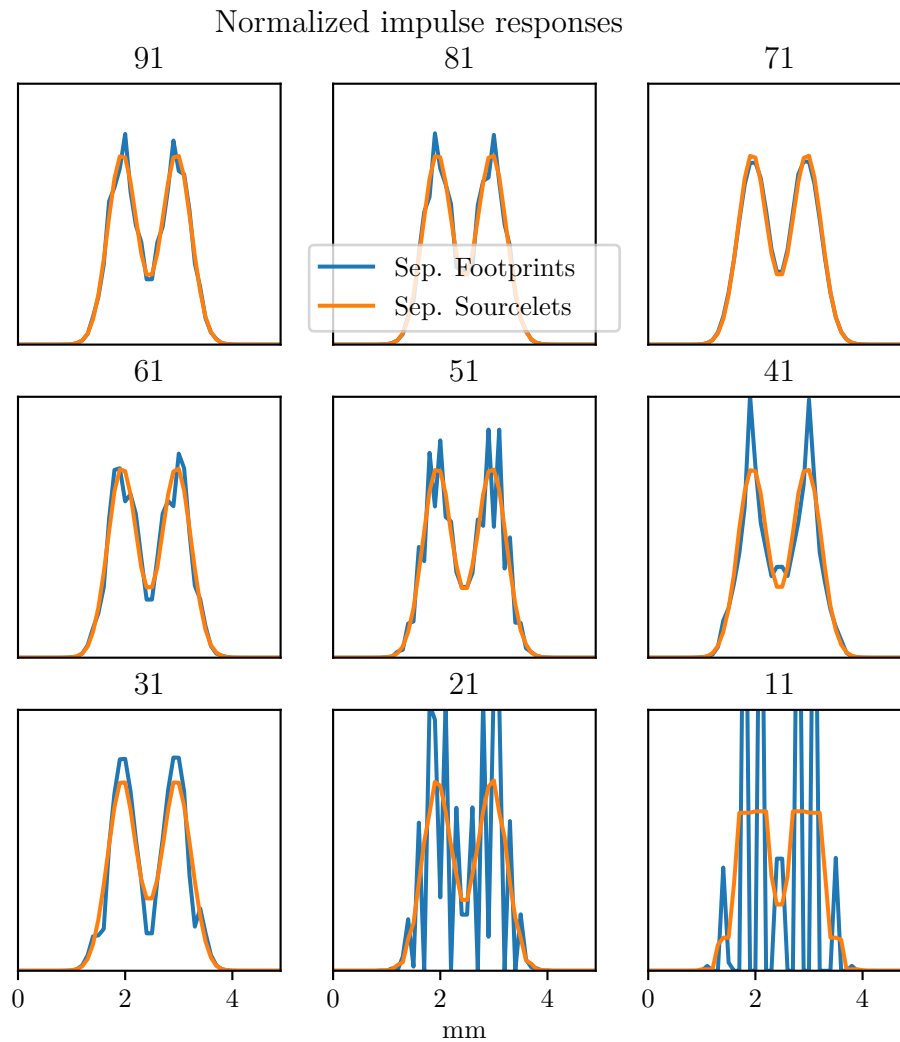 Normalized impulse responses
91 81 71
Sep. Footprints
Sep. Sourcelets
61 51 41
31 21 11
0 2 4 0 2 4 0 2 4
mm